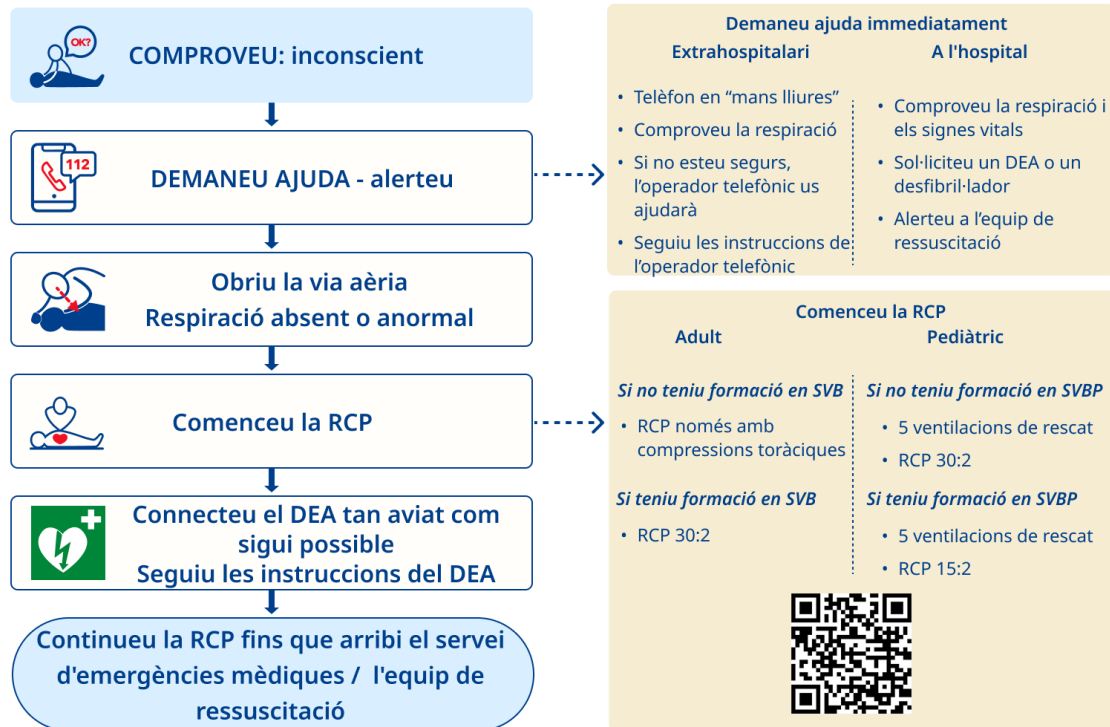 OK?
COMPROVEU: inconscient
112
DEMANEU AJUDA - alerteu
Obriu la via aèria
Respiració absent o anormal
Comenceu la RCP
Connecteu el DEA tan aviat com
sigui possible
Seguiu les instruccions del DEA
Continueu la RCP fins que arribi el servei
d'emergències mèdiques /  l'equip de
ressuscitació
Demaneu ajuda immediatament
Extrahospitalari
• Telèfon en “mans lliures”
• Comproveu la respiració
• Si no esteu segurs,
l’operador telefònic us
ajudarà
• Seguiu les instruccions de
l’operador telefònic
A l'hospital
• Comproveu la respiració i
els signes vitals
• Sol·liciteu un DEA o un
desfibril·lador
• Alerteu a l’equip de
ressuscitació
Comenceu la RCP
Adult
Si no teniu formació en SVB
• RCP només amb
compressions toràciques
Si teniu formació en SVB
• RCP 30:2
Pediàtric
Si no teniu formació en SVBP
• 5 ventilacions de rescat
• RCP 30:2
Si teniu formació en SVBP
• 5 ventilacions de rescat
• RCP 15:2